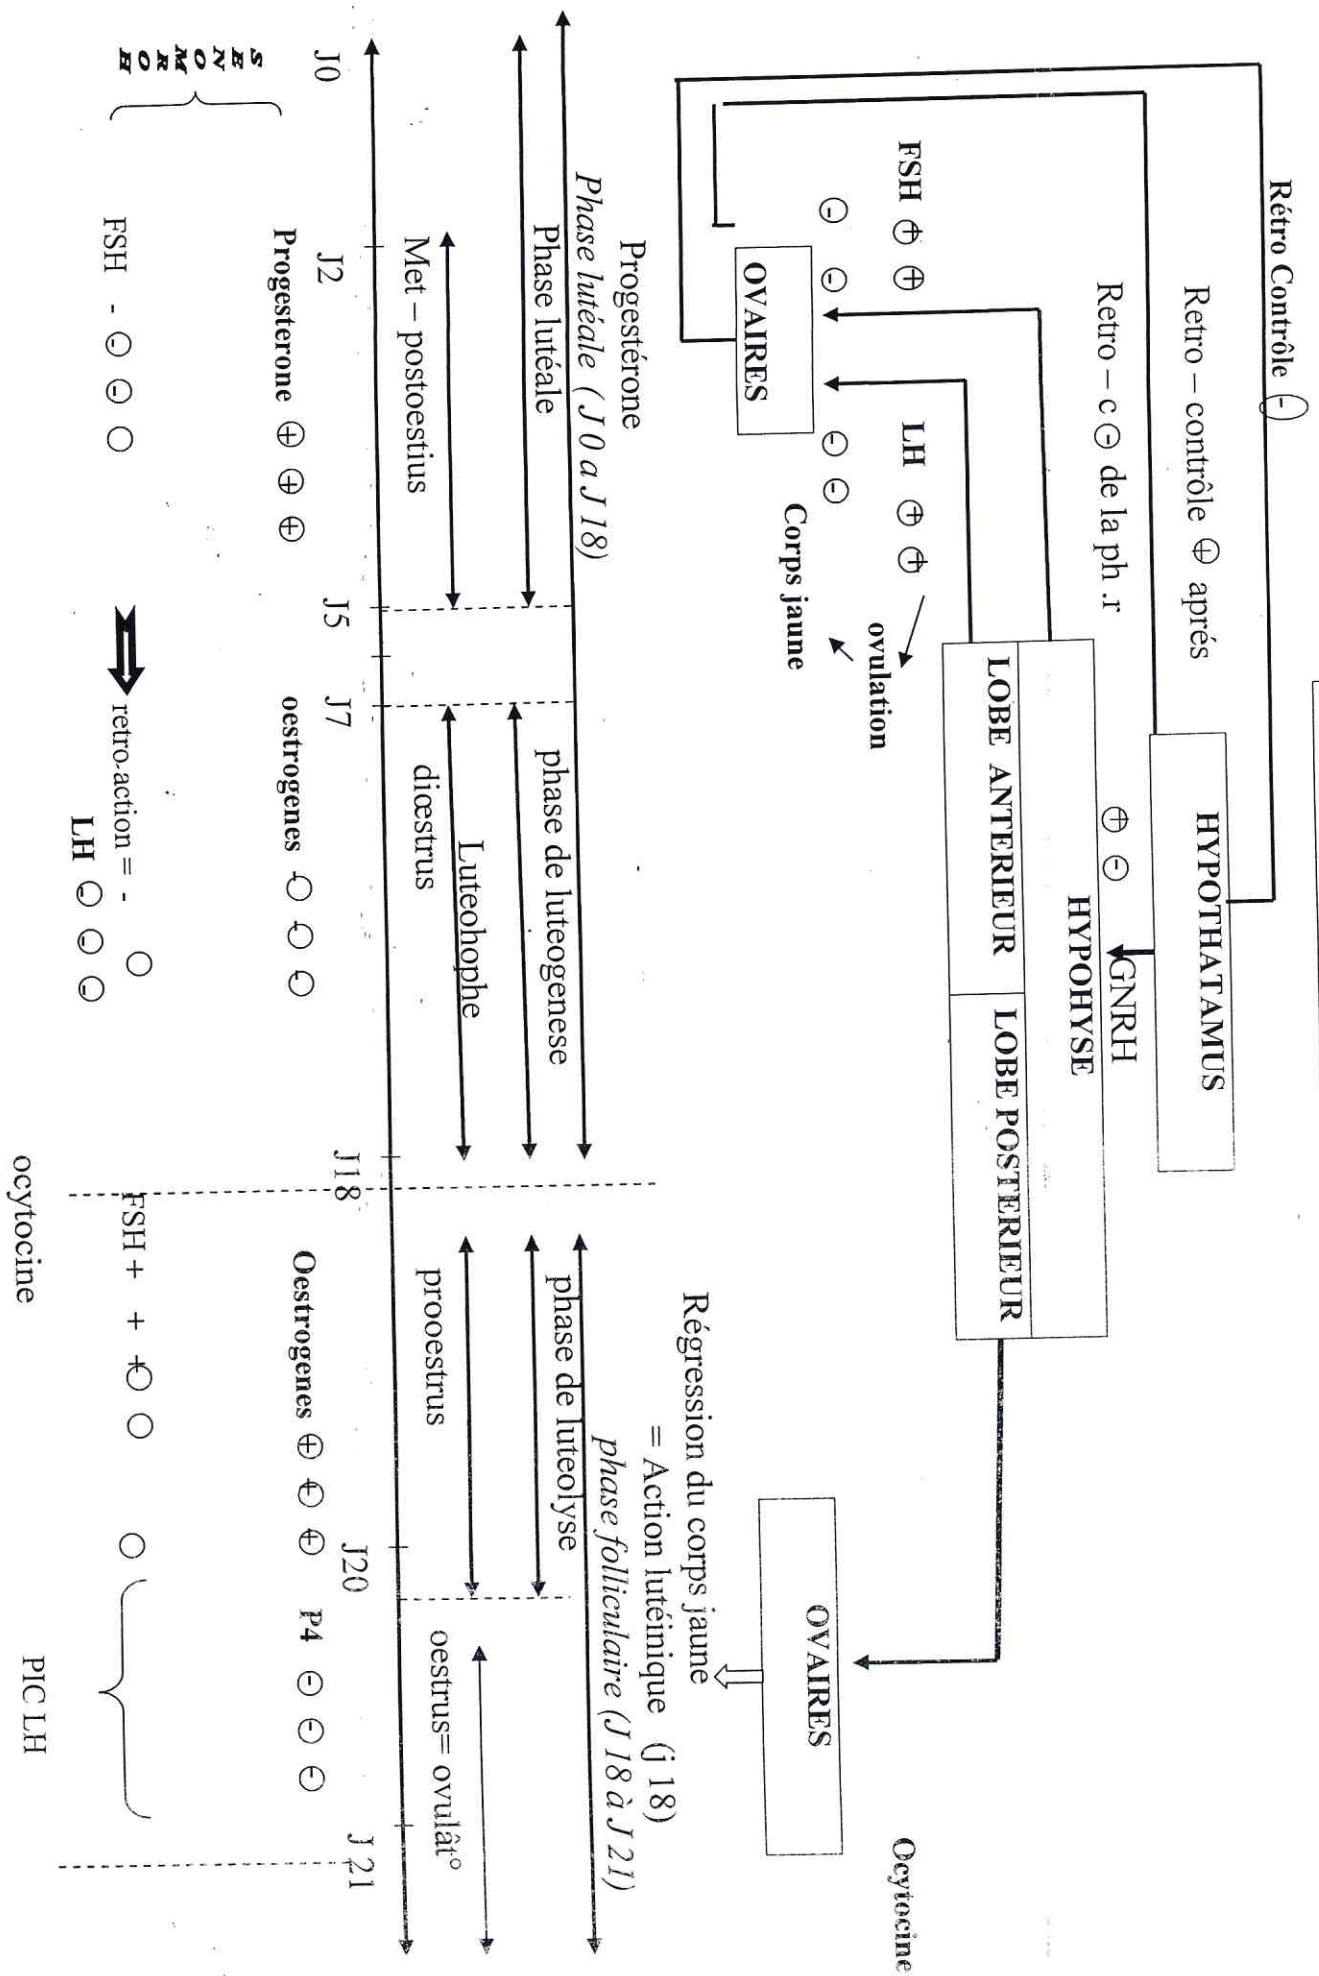 HYPOTHATAMUS
Rétro Contrôle ⊖
Retro – contrôle ⊕ aprés
Retro – c ⊖ de la ph .r
⊕ ⊖
GNRH
HYPOHYSE
LOBE ANTERIEUR
LOBE POSTERIEUR
FSH ⊕ ⊕
LH ⊕ ⊕
ovulation
Ocytocine
⊖ ⊖
⊖ ⊖
Corps jaune
OVAIRES
OVAIRES
Régression du corps jaune
= Action lutéinique (j 18)
Progestérone
Phase lutéale ( J 0 a J 18)
phase folliculaire (J 18 à J 21)
Phase lutéale
phase de luteogenese
phase de luteolyse
Luteohophe
Met – postoestius
diœstrus
prooestrus
oestrus= ovulât°
J0
J2
J5
J7
J18
J20
J 21
Progesterone ⊕ ⊕ ⊕
oestrogenes ⊖ ⊖ ⊖
Oestrogenes ⊕ ⊕ ⊕
P4 ⊖ ⊖ ⊖
HORMONES
FSH - ⊖ ⊖ ○
retro.action = - ○
FSH + + + ○ ○ ○
LH ⊖ ⊖ ⊖
ocytocine
PIC LH